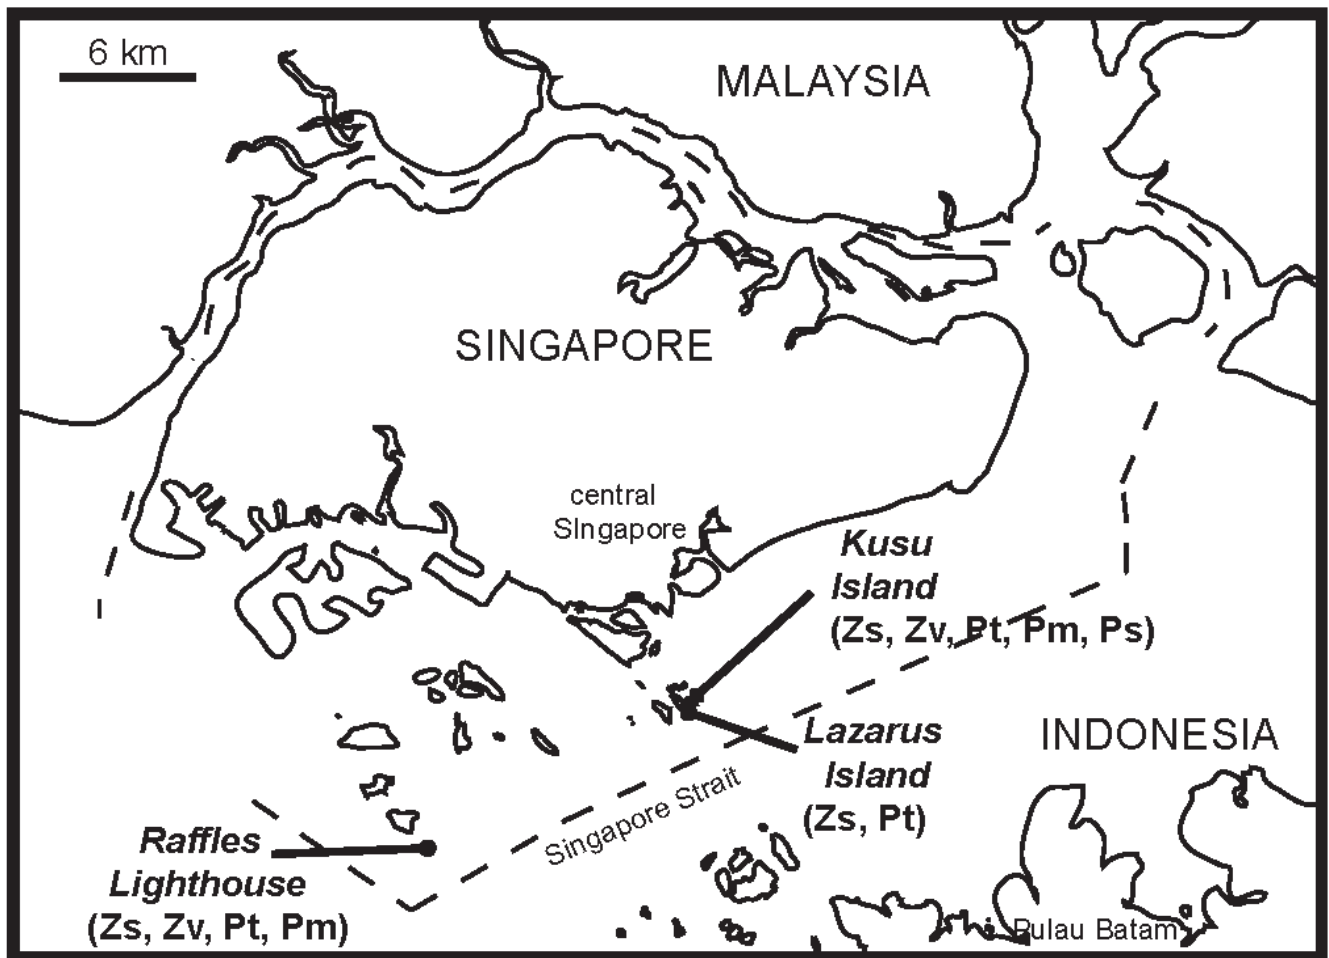 6 km
MALAYSIA
SINGAPORE
central
SIngapore
Kusu
Island
(Zs, Zv, Pt, Pm, Ps)
Lazarus
Island
(Zs, Pt)
INDONESIA
Singapore Strait
Raffles
Lighthouse
(Zs, Zv, Pt, Pm)
Pulau Batam